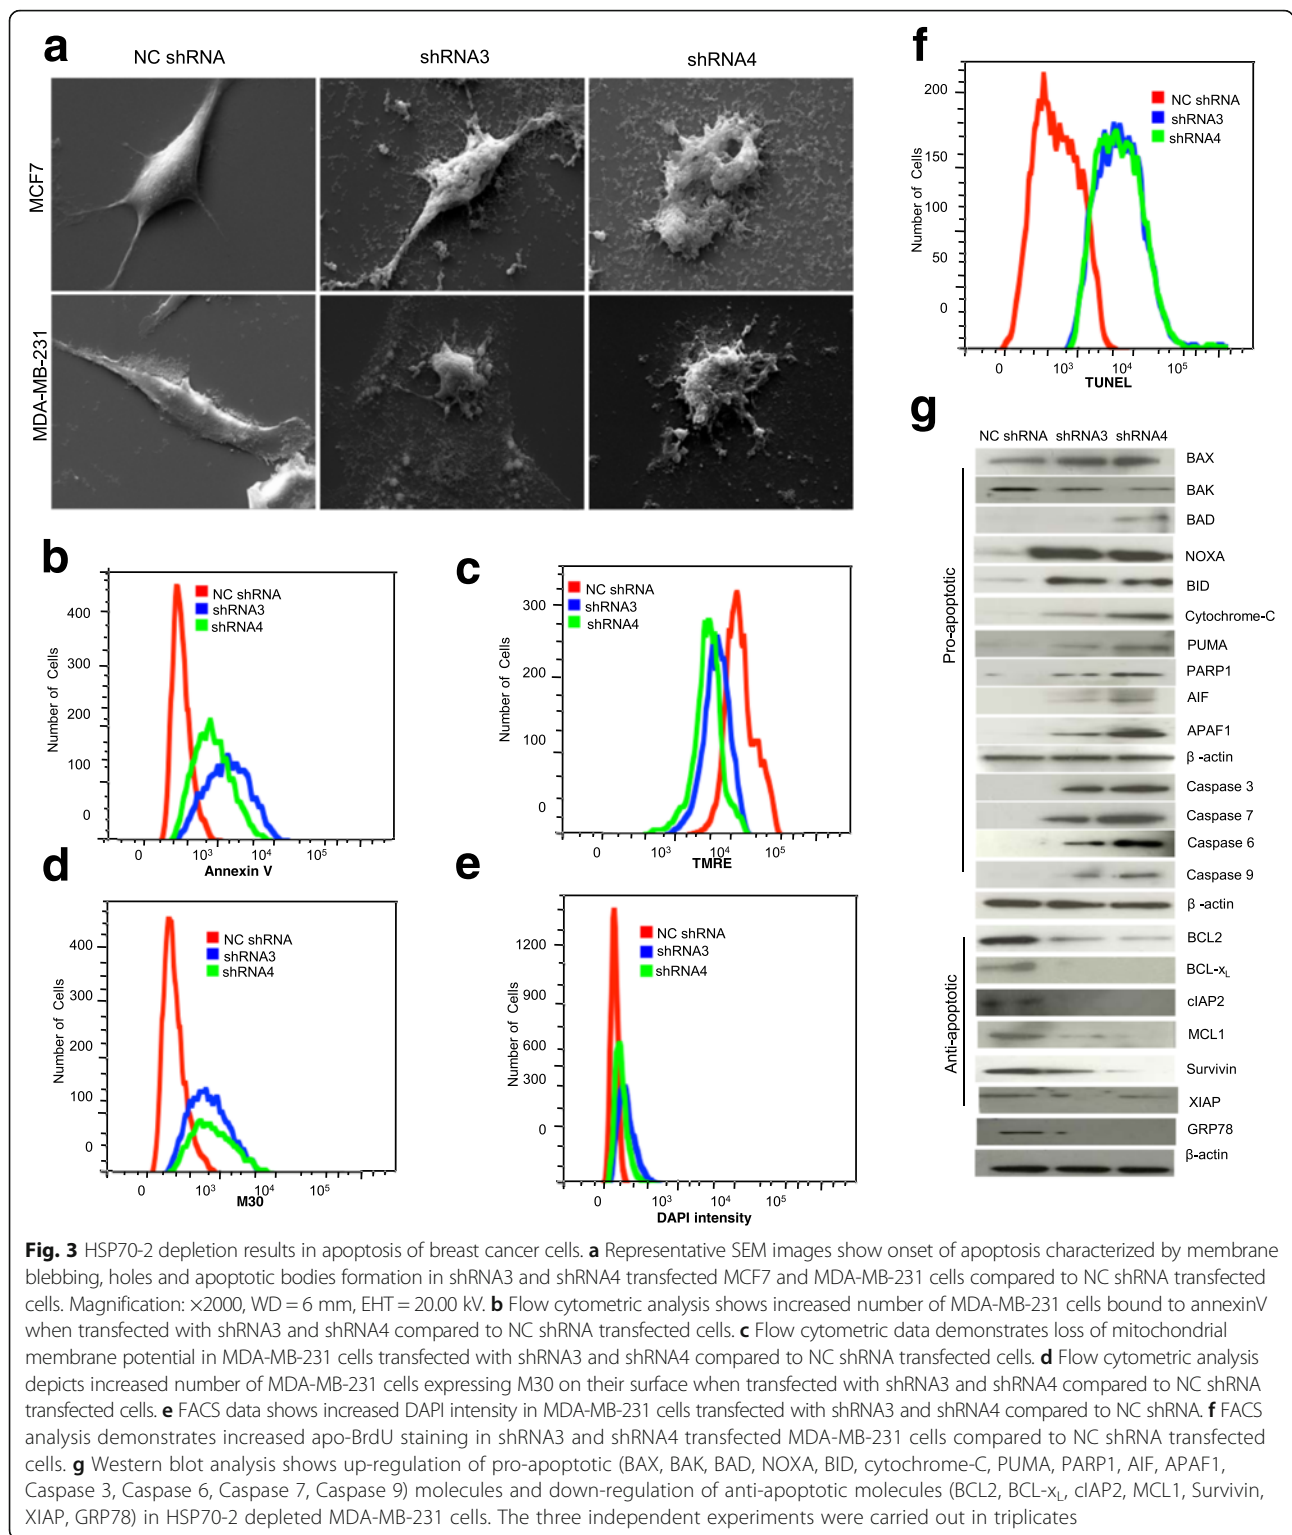 a
NC shRNA
shRNA3
shRNA4
MCF7
MDA-MB-231
b
Number of Cells
400
300
200
100
0
NC shRNA
shRNA3
shRNA4
0
10³
10⁴
10⁵
Annexin V
c
Number of Cells
300
200
100
0
NC shRNA
shRNA3
shRNA4
0
10³
10⁴
10⁵
TMRE
d
Number of Cells
400
300
200
100
0
NC shRNA
shRNA3
shRNA4
0
10³
10⁴
10⁵
M30
e
Number of Cells
1200
900
600
300
0
NC shRNA
shRNA3
shRNA4
0
10³
10⁴
10⁵
DAPI intensity
f
Number of Cells
200
150
100
50
0
NC shRNA
shRNA3
shRNA4
0
10³
10⁴
10⁵
TUNEL
g
NC shRNA shRNA3 shRNA4
Pro-apoptotic
BAX
BAK
BAD
NOXA
BID
Cytochrome-C
PUMA
PARP1
AIF
APAF1
β -actin
Caspase 3
Caspase 7
Caspase 6
Caspase 9
β -actin
Anti-apoptotic
BCL2
BCL-xL
cIAP2
MCL1
Survivin
XIAP
GRP78
β-actin
Fig. 3 HSP70-2 depletion results in apoptosis of breast cancer cells. a Representative SEM images show onset of apoptosis characterized by membrane
blebbing, holes and apoptotic bodies formation in shRNA3 and shRNA4 transfected MCF7 and MDA-MB-231 cells compared to NC shRNA transfected
cells. Magnification: ×2000, WD = 6 mm, EHT = 20.00 kV. b Flow cytometric analysis shows increased number of MDA-MB-231 cells bound to annexinV
when transfected with shRNA3 and shRNA4 compared to NC shRNA transfected cells. c Flow cytometric data demonstrates loss of mitochondrial
membrane potential in MDA-MB-231 cells transfected with shRNA3 and shRNA4 compared to NC shRNA transfected cells. d Flow cytometric analysis
depicts increased number of MDA-MB-231 cells expressing M30 on their surface when transfected with shRNA3 and shRNA4 compared to NC shRNA
transfected cells. e FACS data shows increased DAPI intensity in MDA-MB-231 cells transfected with shRNA3 and shRNA4 compared to NC shRNA. f FACS
analysis demonstrates increased apo-BrdU staining in shRNA3 and shRNA4 transfected MDA-MB-231 cells compared to NC shRNA transfected
cells. g Western blot analysis shows up-regulation of pro-apoptotic (BAX, BAK, BAD, NOXA, BID, cytochrome-C, PUMA, PARP1, AIF, APAF1,
Caspase 3, Caspase 6, Caspase 7, Caspase 9) molecules and down-regulation of anti-apoptotic molecules (BCL2, BCL-xL, cIAP2, MCL1, Survivin,
XIAP, GRP78) in HSP70-2 depleted MDA-MB-231 cells. The three independent experiments were carried out in triplicates